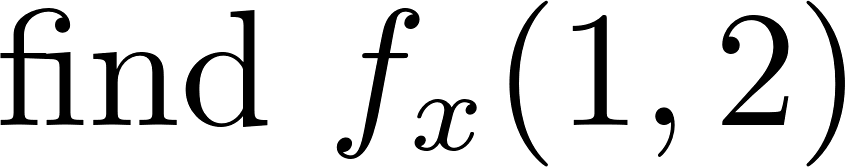 find f_x(1, 2)